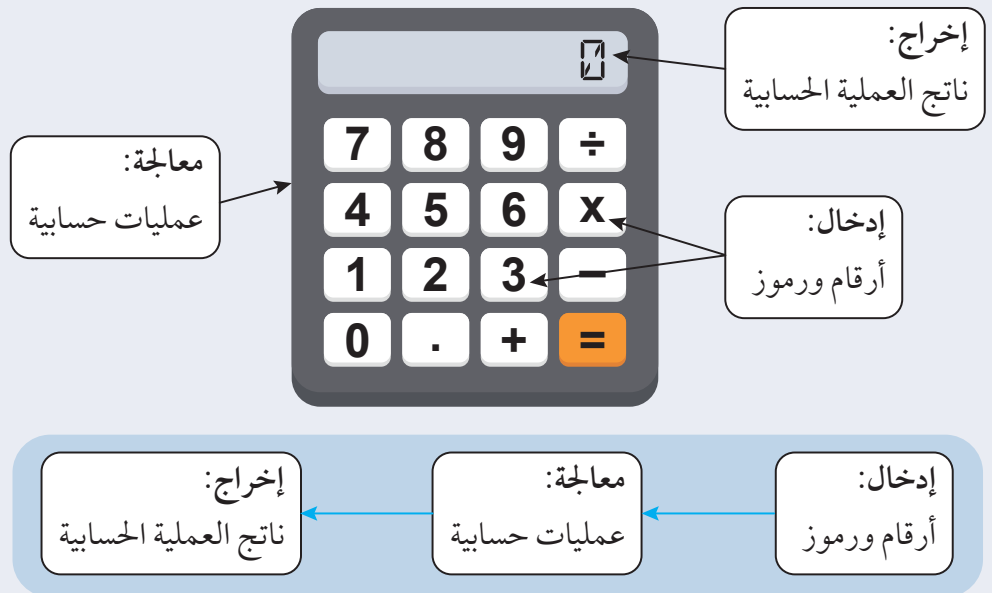 إخراج:
ناتج العملية الحسابية
0
معالجة:
عمليات حسابية
7 8 9 ÷
4 5 6 x
1 2 3 −
0 . + =
إدخال:
أرقام ورموز
إدخال:
أرقام ورموز
معالجة:
عمليات حسابية
إخراج:
ناتج العملية الحسابية